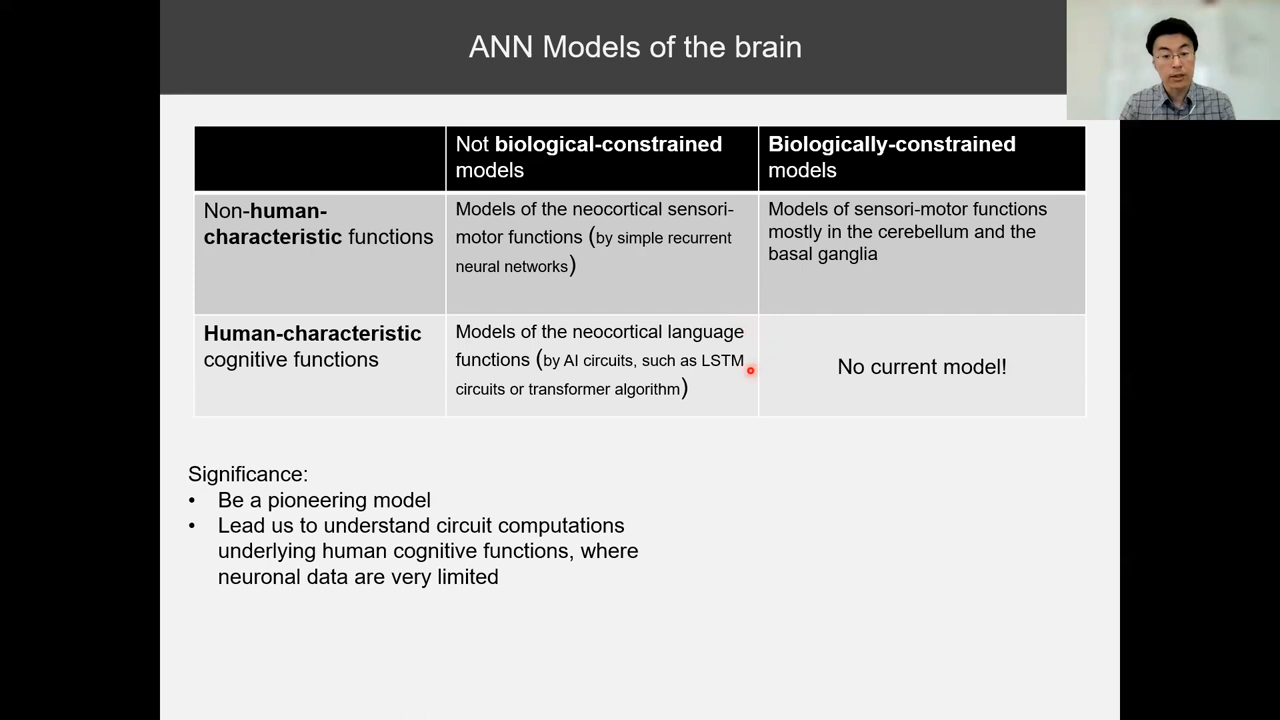 ANN Models of the brain
Not biological-constrained
models
Biologically-constrained
models
Non-human-
characteristic functions
Models of the neocortical sensori-
motor functions (by simple recurrent
neural networks)
Models of sensori-motor functions
mostly in the cerebellum and the
basal ganglia
Human-characteristic
cognitive functions
Models of the neocortical language
functions (by AI circuits, such as LSTM
circuits or transformer algorithm)
No current model!
Significance:
• Be a pioneering model
• Lead us to understand circuit computations
underlying human cognitive functions, where
neuronal data are very limited